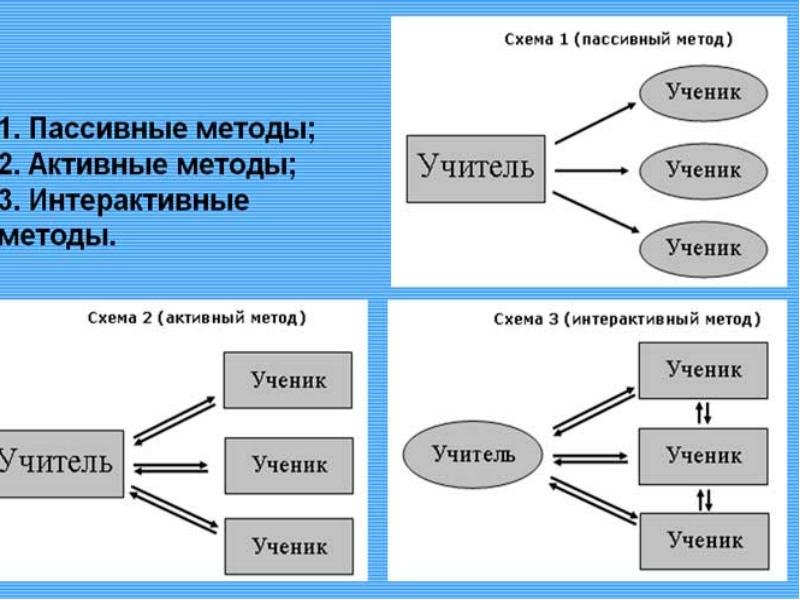 1. Пассивные методы;
2. Активные методы;
3. Интерактивные
методы.
Схема 1 (пассивный метод)
Учитель
Ученик
Ученик
Ученик
Схема 2 (активный метод)
Учитель
Ученик
Ученик
Ученик
Схема 3 (интерактивный метод)
Учитель
Ученик
Ученик
Ученик